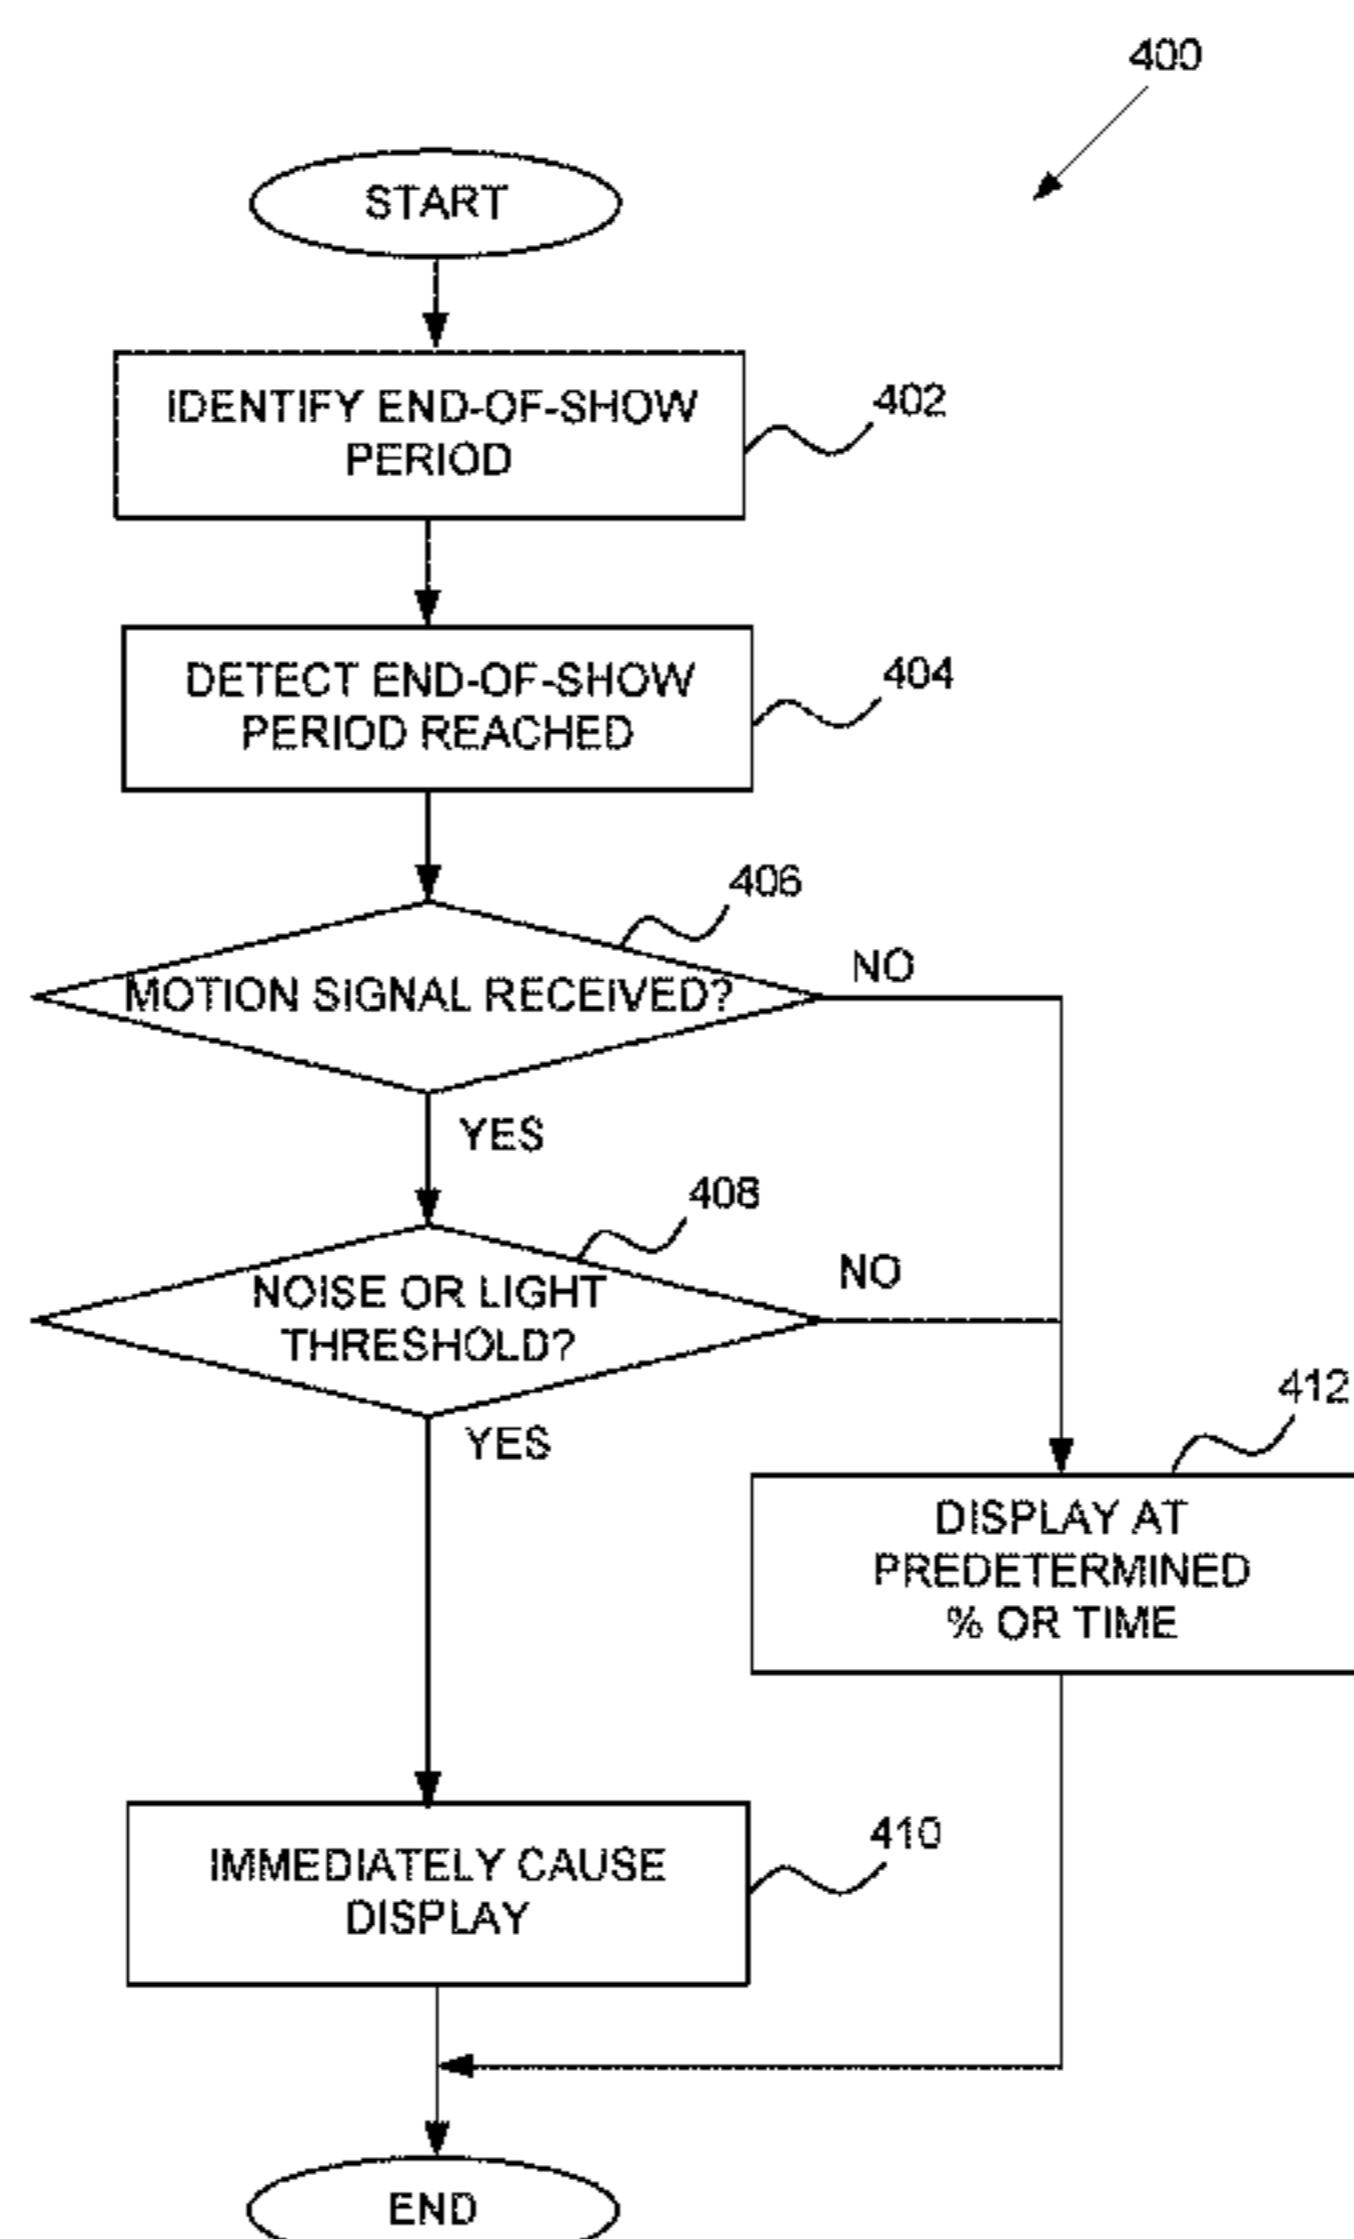 400
START
IDENTIFY END-OF-SHOW
PERIOD
402
DETECT END-OF-SHOW
PERIOD REACHED
404
406
MOTION SIGNAL RECEIVED?
NO
YES
408
NOISE OR LIGHT
THRESHOLD?
NO
YES
412
DISPLAY AT
PREDETERMINED
% OR TIME
410
IMMEDIATELY CAUSE
DISPLAY
END